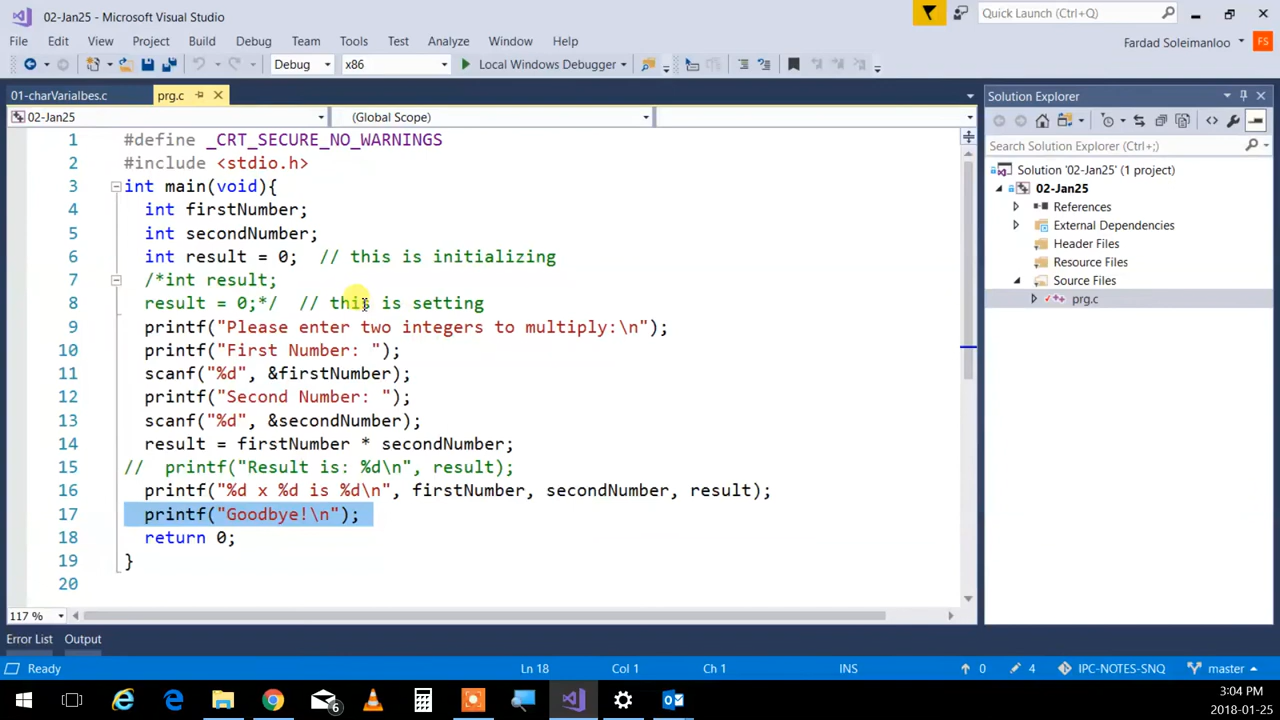 02-Jan25 - Microsoft Visual Studio
Quick Launch (Ctrl+Q)
File Edit View Project Build Debug Team Tools Test Analyze Window Help
Fardad Soleimanloo FS
Debug x86 Local Windows Debugger
01-charVarialbes.c prg.c
Solution Explorer
02-Jan25 (Global Scope)
Search Solution Explorer (Ctrl+;)
Solution '02-Jan25' (1 project)
02-Jan25
References
External Dependencies
Header Files
Resource Files
Source Files
prg.c
1 #define _CRT_SECURE_NO_WARNINGS
2 #include <stdio.h>
3 int main(void){
4 int firstNumber;
5 int secondNumber;
6 int result = 0; // this is initializing
7 /*int result;
8 result = 0;*/ // this is setting
9 printf("Please enter two integers to multiply:\n");
10 printf("First Number: ");
11 scanf("%d", &firstNumber);
12 printf("Second Number: ");
13 scanf("%d", &secondNumber);
14 result = firstNumber * secondNumber;
15 // printf("Result is: %d\n", result);
16 printf("%d x %d is %d\n", firstNumber, secondNumber, result);
17 printf("Goodbye!\n");
18 return 0;
19 }
20
117 %
Error List Output
Ready Ln 18 Col 1 Ch 1 INS 0 4 IPC-NOTES-SNQ master
6
3:04 PM
2018-01-25